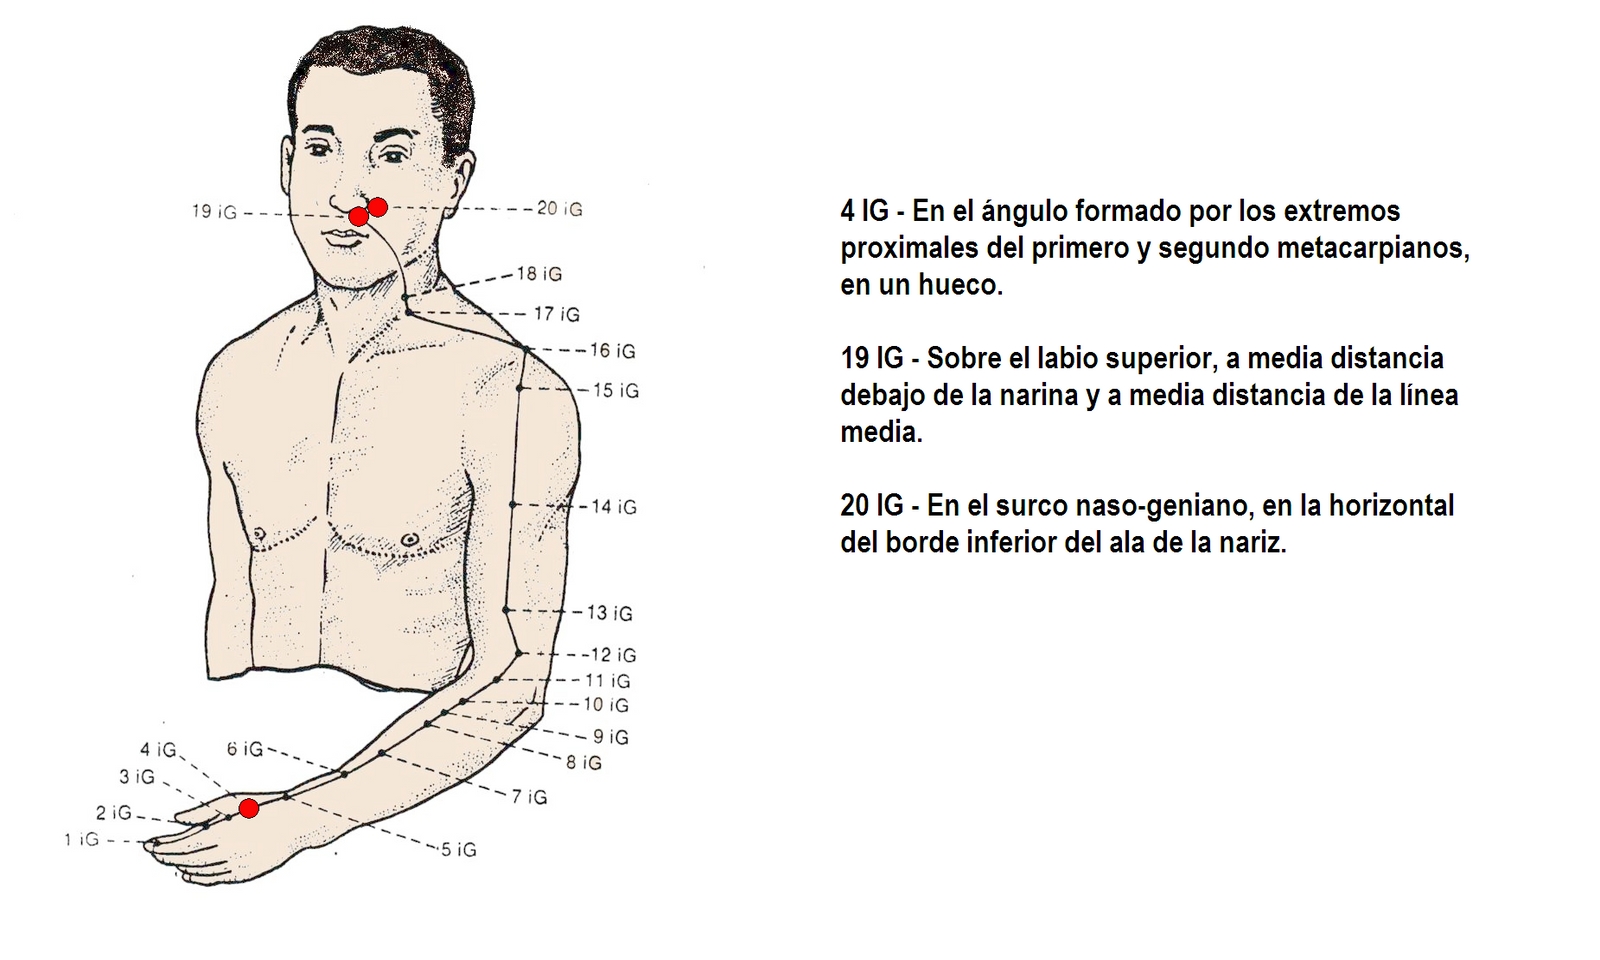 19 iG
20 iG
18 iG
17 iG
16 iG
15 iG
14 iG
13 iG
12 iG
11 iG
10 iG
9 iG
8 iG
7 iG
6 iG
4 iG
3 iG
2 iG
1 iG
5 iG
4 IG - En el ángulo formado por los extremos
proximales del primero y segundo metacarpianos,
en un hueco.
19 IG - Sobre el labio superior, a media distancia
debajo de la narina y a media distancia de la línea
media.
20 IG - En el surco naso-geniano, en la horizontal
del borde inferior del ala de la nariz.